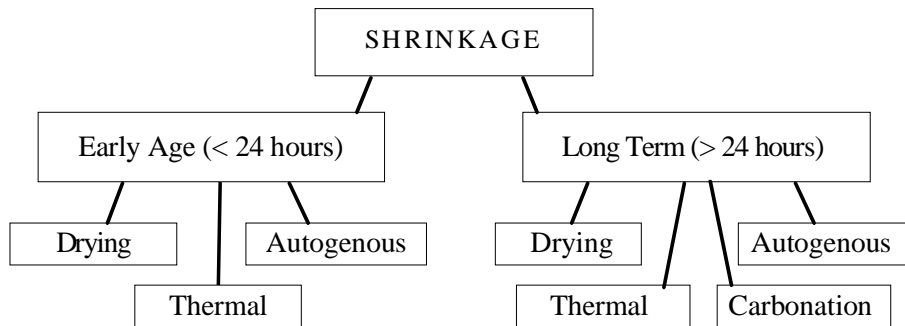 SHRINKAGE
Early Age (< 24 hours)
Long Term (> 24 hours)
Drying
Autogenous
Drying
Autogenous
Thermal
Thermal
Carbonation